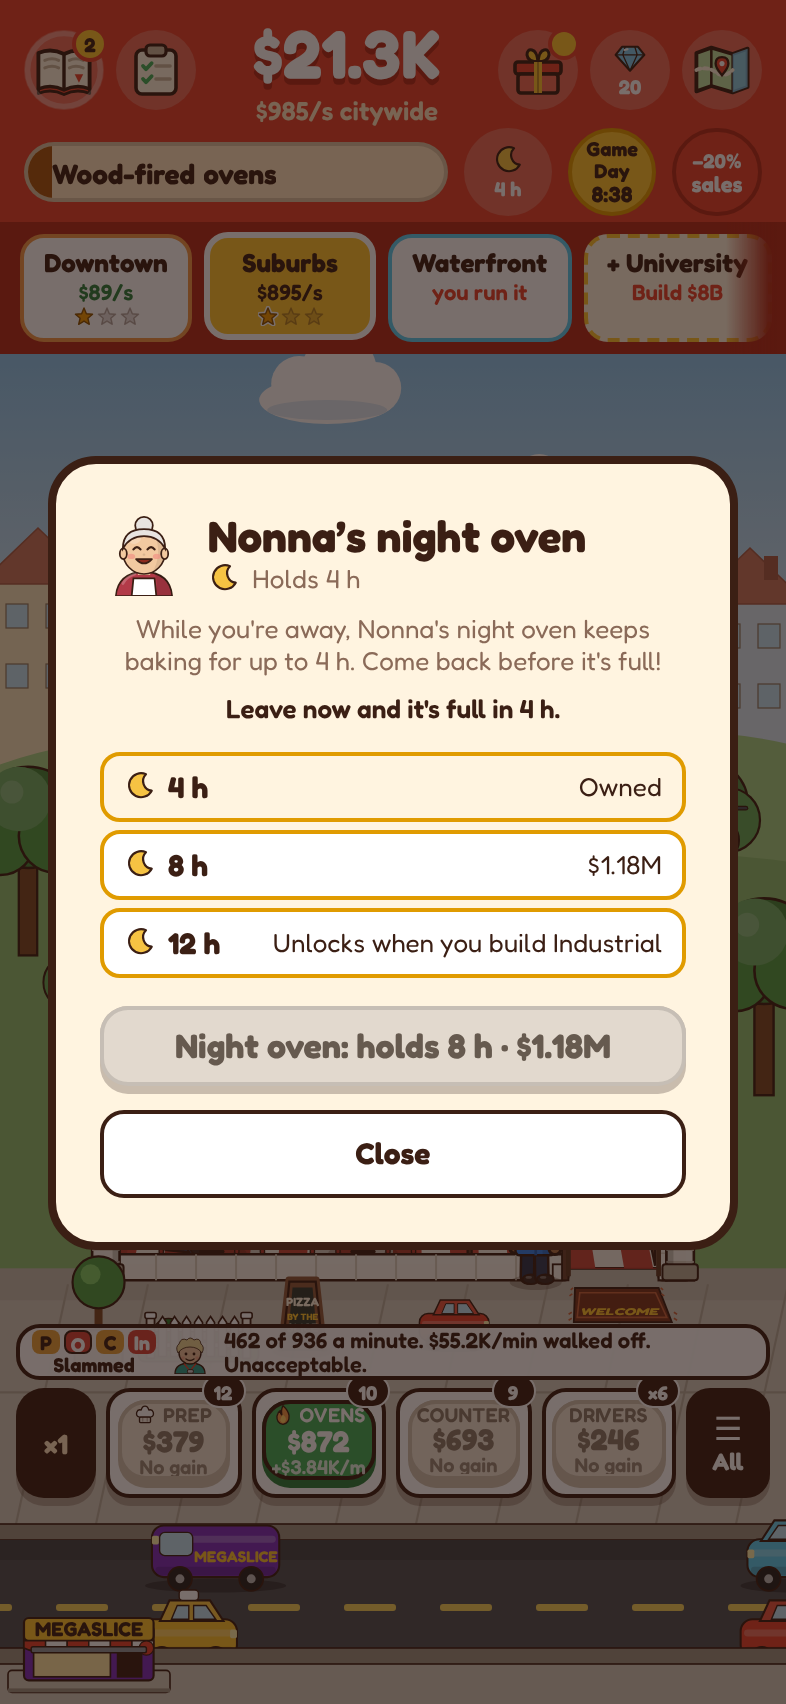 2
$21.3K
$985/s citywide
20
Wood-fired ovens
4 h
Game
Day
8:38
-20%
sales
Downtown
$89/s
Suburbs
$895/s
Waterfront
you run it
+ University
Build $8B
Nonna's night oven
Holds 4 h
While you're away, Nonna's night oven keeps
baking for up to 4 h. Come back before it's full!
Leave now and it's full in 4 h.
4 h
Owned
8 h
$1.18M
12 h
Unlocks when you build Industrial
Night oven: holds 8 h · $1.18M
Close
PIZZA
BY THE
WELCOME
P O C In
Slammed
462 of 936 a minute. $55.2K/min walked off.
Unacceptable.
x1
12
PREP
$379
No gain
10
OVENS
$872
+$3.84K/m
9
COUNTER
$693
No gain
x6
DRIVERS
$246
No gain
All
MEGASLICE
MEGASLICE